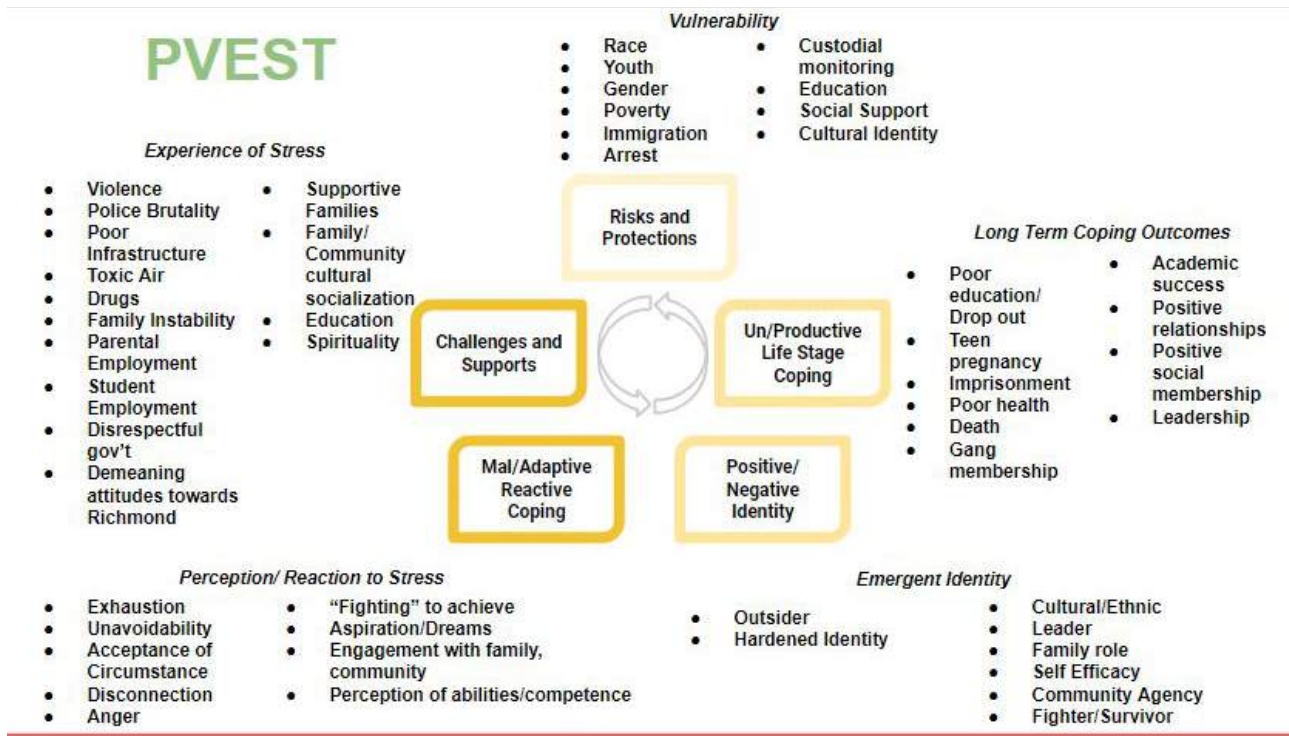 PVEST
Vulnerability
● Race
● Youth
● Gender
● Poverty
● Immigration
● Arrest
● Custodial
monitoring
● Education
● Social Support
● Cultural Identity
Experience of Stress
● Violence
● Police Brutality
● Poor
Infrastructure
● Toxic Air
● Drugs
● Family Instability
● Parental
Employment
● Student
Employment
● Disrespectful
gov't
● Demeaning
attitudes towards
Richmond
● Supportive
Families
● Family/
Community
cultural
socialization
● Education
● Spirituality
Risks and
Protections
Challenges and
Supports
Un/Productive
Life Stage
Coping
Mal/Adaptive
Reactive
Coping
Positive/
Negative
Identity
Long Term Coping Outcomes
● Poor
education/
Drop out
● Teen
pregnancy
● Imprisonment
● Poor health
● Death
● Gang
membership
● Academic
success
● Positive
relationships
● Positive
social
membership
● Leadership
Perception/ Reaction to Stress
● Exhaustion
● Unavoidability
● Acceptance of
Circumstance
● Disconnection
● Anger
● “Fighting” to achieve
● Aspiration/Dreams
● Engagement with family,
community
● Perception of abilities/competence
Emergent Identity
● Outsider
● Hardened Identity
● Cultural/Ethnic
● Leader
● Family role
● Self Efficacy
● Community Agency
● Fighter/Survivor